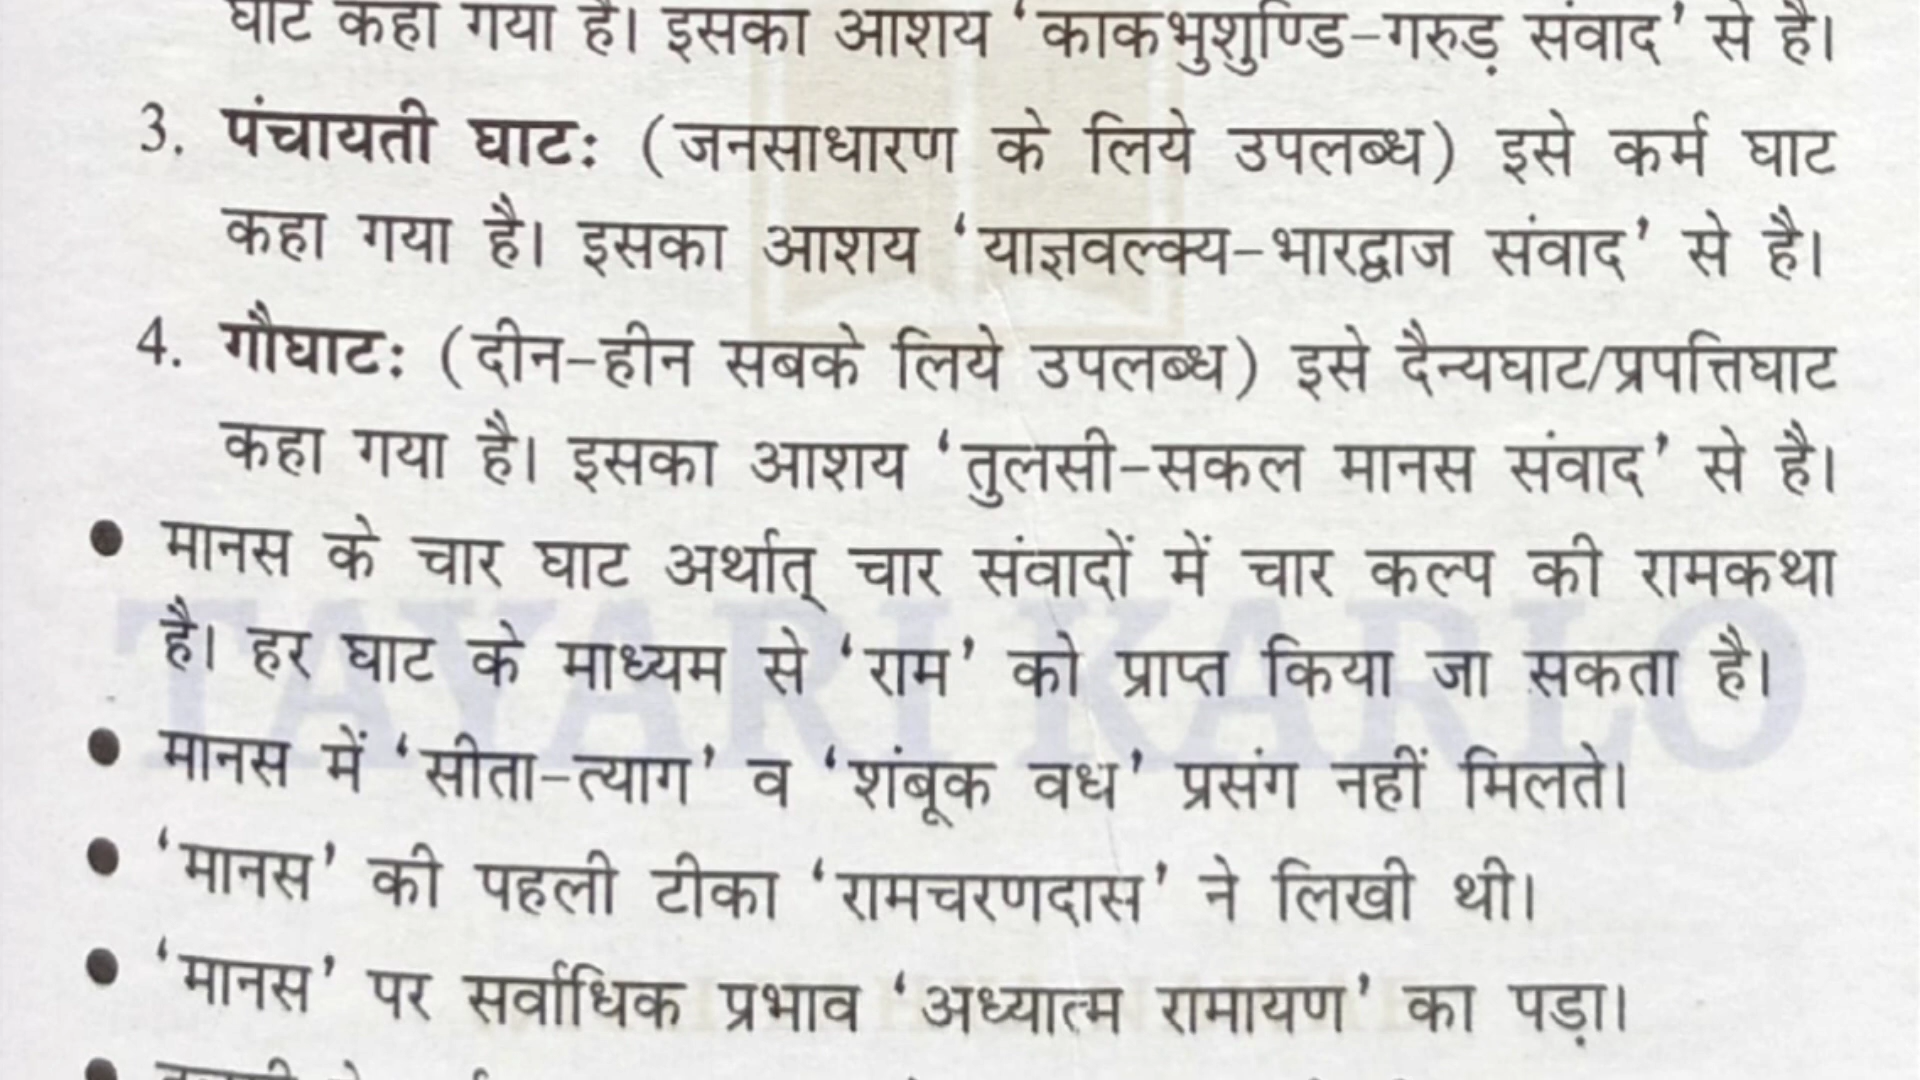 घाट कहा गया है। इसका आशय ‘काकभुशुण्डि-गरुड़ संवाद’ से है।
3. पंचायती घाट: (जनसाधारण के लिये उपलब्ध) इसे कर्म घाट
कहा गया है। इसका आशय ‘याज्ञवल्क्य-भारद्वाज संवाद’ से है।
4. गौघाट: (दीन-हीन सबके लिये उपलब्ध) इसे दैन्यघाट/प्रपत्तिघाट
कहा गया है। इसका आशय ‘तुलसी-सकल मानस संवाद’ से है।
● मानस के चार घाट अर्थात् चार संवादों में चार कल्प की रामकथा
है। हर घाट के माध्यम से ‘राम’ को प्राप्त किया जा सकता है।
TAYARI KARLO
● मानस में ‘सीता-त्याग’ व ‘शंबूक वध’ प्रसंग नहीं मिलते।
● ‘मानस’ की पहली टीका ‘रामचरणदास’ ने लिखी थी।
● ‘मानस’ पर सर्वाधिक प्रभाव ‘अध्यात्म रामायण’ का पड़ा।